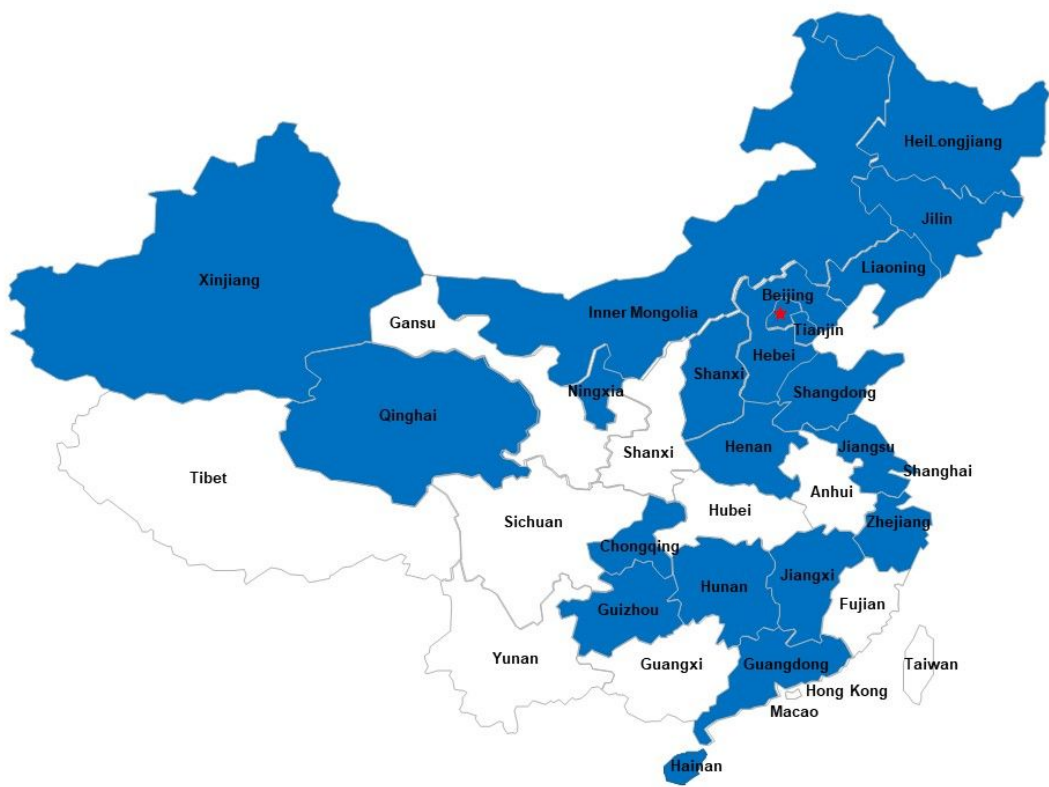 HeiLongjiang
Jilin
Liaoning
Xinjiang
Beijing
Inner Mongolia
Gansu
Tianjin
Hebei
Shanxi
Ningxia
Shangdong
Qinghai
Henan
Jiangsu
Shanxi
Shanghai
Tibet
Anhui
Hubei
Sichuan
Zhejiang
Chongqing
Jiangxi
Hunan
Guizhou
Fujian
Yunan
Guangxi
Guangdong
Taiwan
Hong Kong
Macao
Hainan